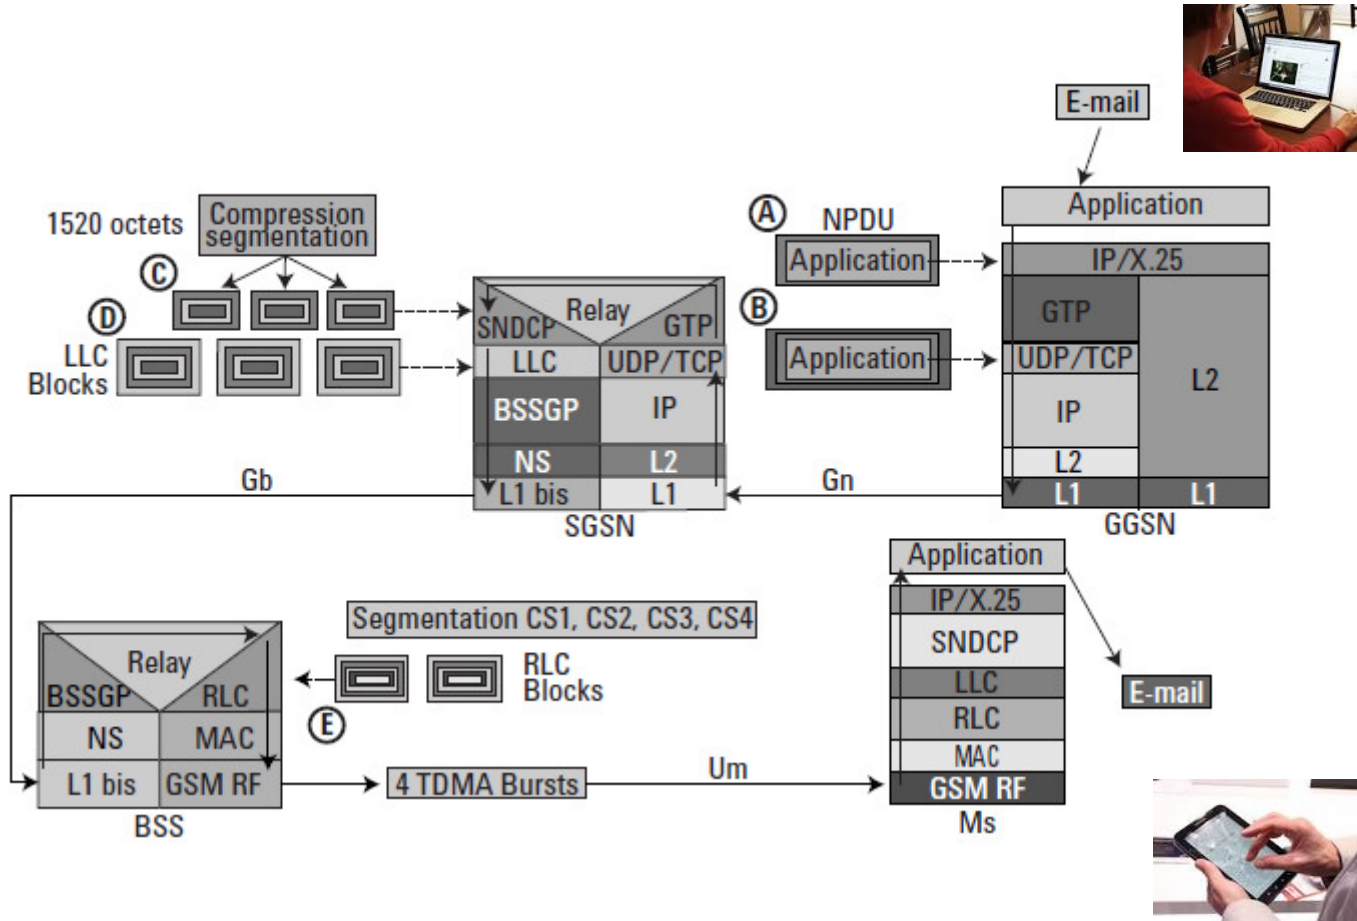 E-mail
Application
IP/X.25
GTP
UDP/TCP
IP
L2
L1
L2
L1
GGSN
A
NPDU
Application
B
Application
1520 octets
Compression
segmentation
C
D
LLC
Blocks
Relay
SNDCP
GTP
LLC
UDP/TCP
BSSGP
IP
NS
L2
L1 bis
L1
SGSN
Gb
Gn
Relay
BSSGP
RLC
NS
MAC
L1 bis
GSM RF
BSS
Segmentation CS1, CS2, CS3, CS4
RLC
Blocks
E
4 TDMA Bursts
Um
Application
IP/X.25
SNDCP
LLC
RLC
MAC
GSM RF
Ms
E-mail